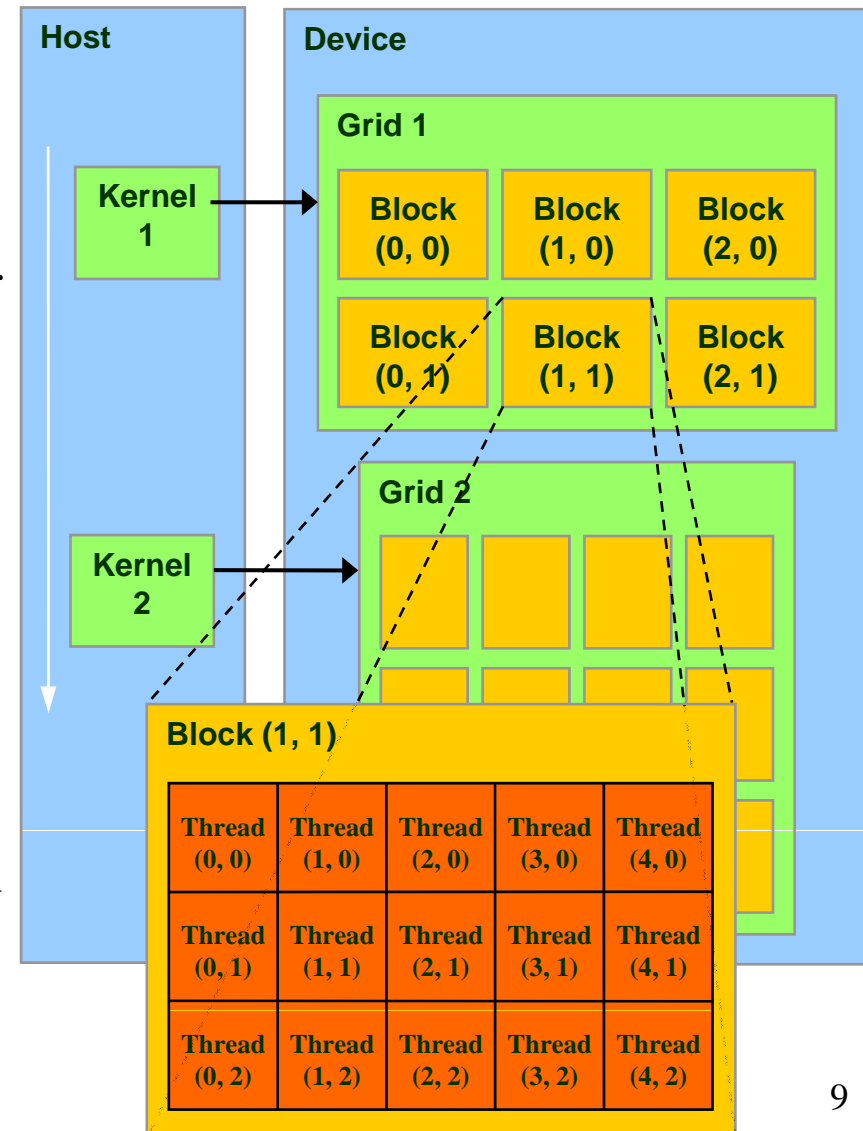 Host
Device
Grid 1
Kernel
1
Block
(0, 0)
Block
(1, 0)
Block
(2, 0)
Block
(0, 1)
Block
(1, 1)
Block
(2, 1)
Grid 2
Kernel
2
Block (1, 1)
Thread
(0, 0)
Thread
(1, 0)
Thread
(2, 0)
Thread
(3, 0)
Thread
(4, 0)
Thread
(0, 1)
Thread
(1, 1)
Thread
(2, 1)
Thread
(3, 1)
Thread
(4, 1)
Thread
(0, 2)
Thread
(1, 2)
Thread
(2, 2)
Thread
(3, 2)
Thread
(4, 2)
9